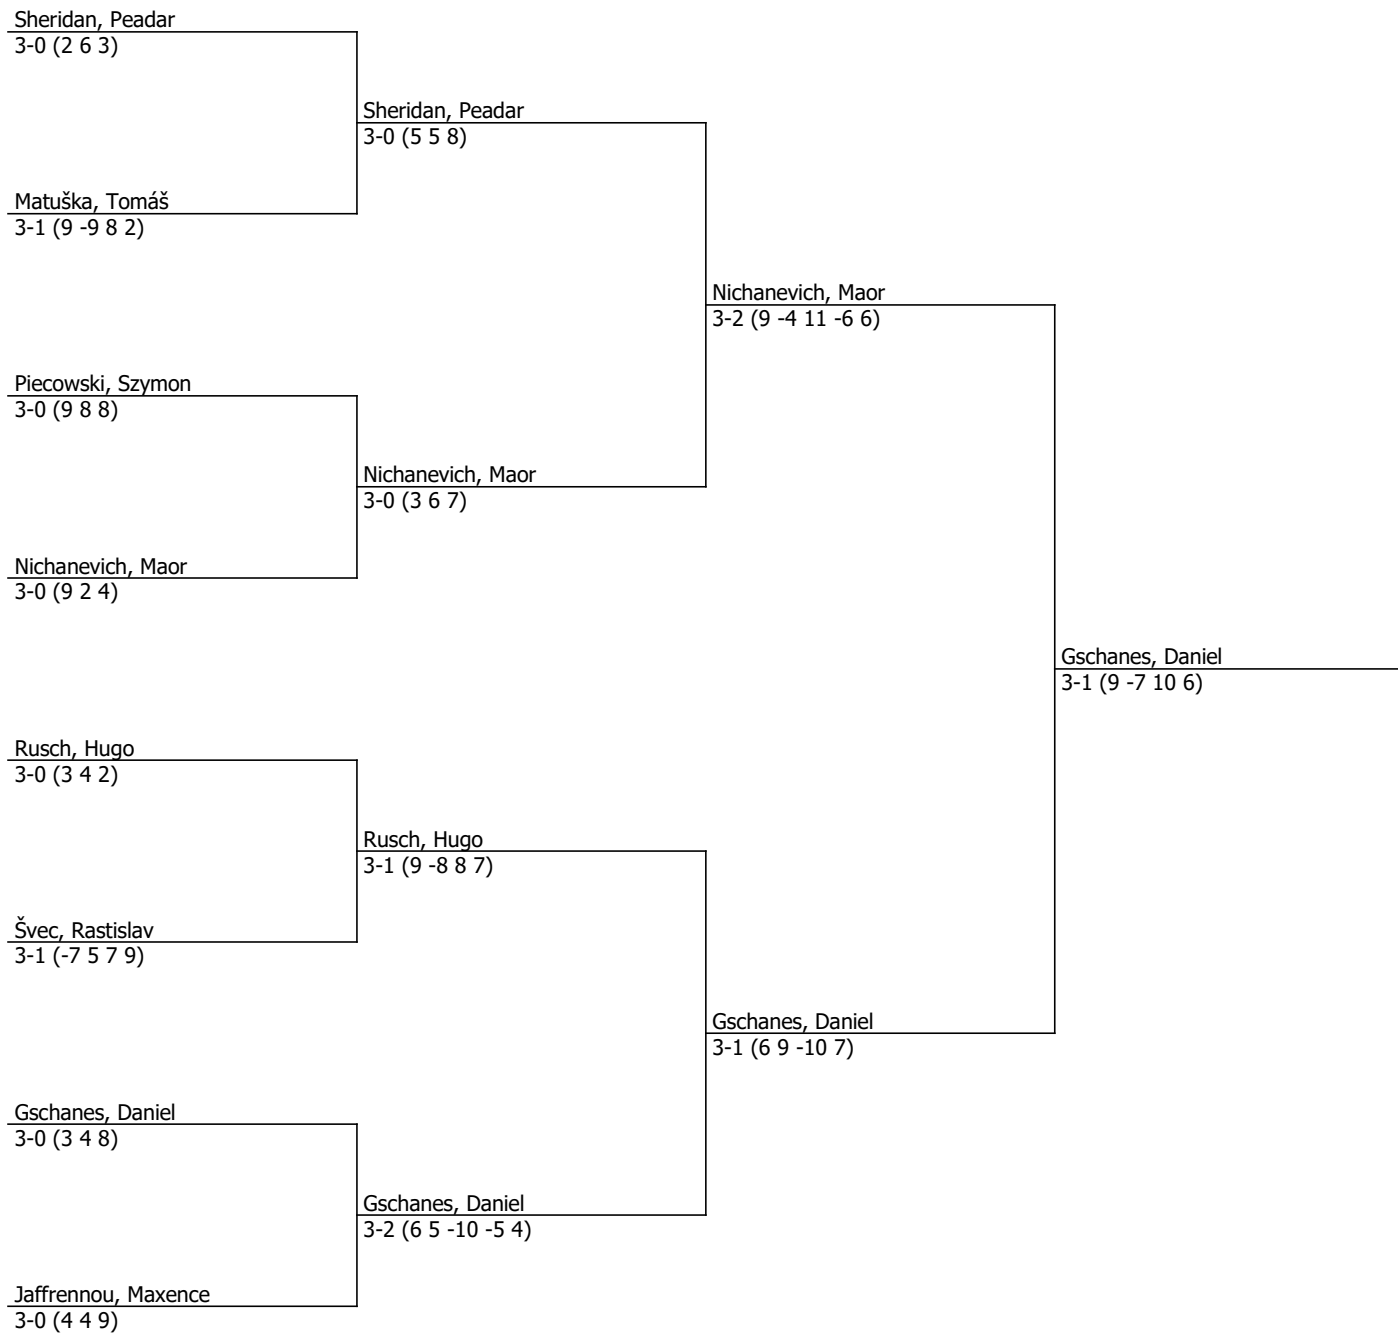 Sheridan, Peadar
3-0 (2 6 3)
Sheridan, Peadar
3-0 (5 5 8)
Matuška, Tomáš
3-1 (9 -9 8 2)
Nichanevich, Maor
3-2 (9 -4 11 -6 6)
Piecowski, Szymon
3-0 (9 8 8)
Nichanevich, Maor
3-0 (3 6 7)
Nichanevich, Maor
3-0 (9 2 4)
Gschanes, Daniel
3-1 (9 -7 10 6)
Rusch, Hugo
3-0 (3 4 2)
Rusch, Hugo
3-1 (9 -8 8 7)
Švec, Rastislav
3-1 (-7 5 7 9)
Gschanes, Daniel
3-1 (6 9 -10 7)
Gschanes, Daniel
3-0 (3 4 8)
Gschanes, Daniel
3-2 (6 5 -10 -5 4)
Jaffrennou, Maxence
3-0 (4 4 9)